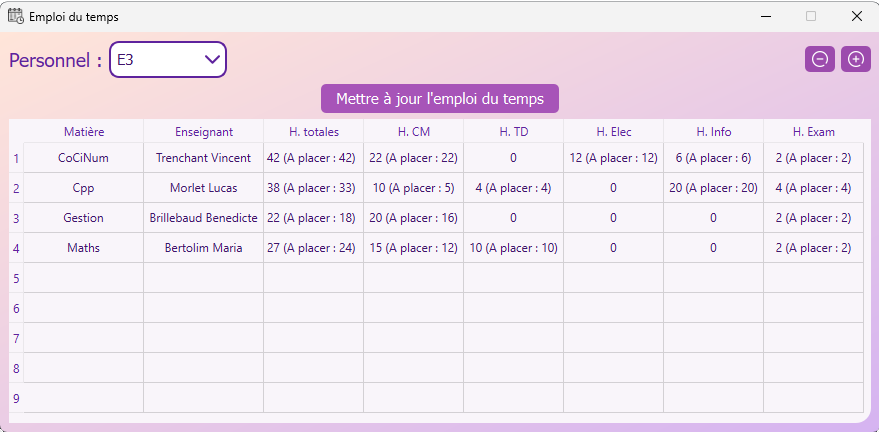 Emploi du temps
Personnel : E3
Mettre à jour l'emploi du temps
Matière Enseignant H. totales H. CM H. TD H. Elec H. Info H. Exam
1 CoCiNum Trenchant Vincent 42 (A placer : 42) 22 (A placer : 22) 0 12 (A placer : 12) 6 (A placer : 6) 2 (A placer : 2)
2 Cpp Morlet Lucas 38 (A placer : 33) 10 (A placer : 5) 4 (A placer : 4) 0 20 (A placer : 20) 4 (A placer : 4)
3 Gestion Brillebaud Benedicte 22 (A placer : 18) 20 (A placer : 16) 0 0 0 2 (A placer : 2)
4 Maths Bertolim Maria 27 (A placer : 24) 15 (A placer : 12) 10 (A placer : 10) 0 0 2 (A placer : 2)
5
6
7
8
9